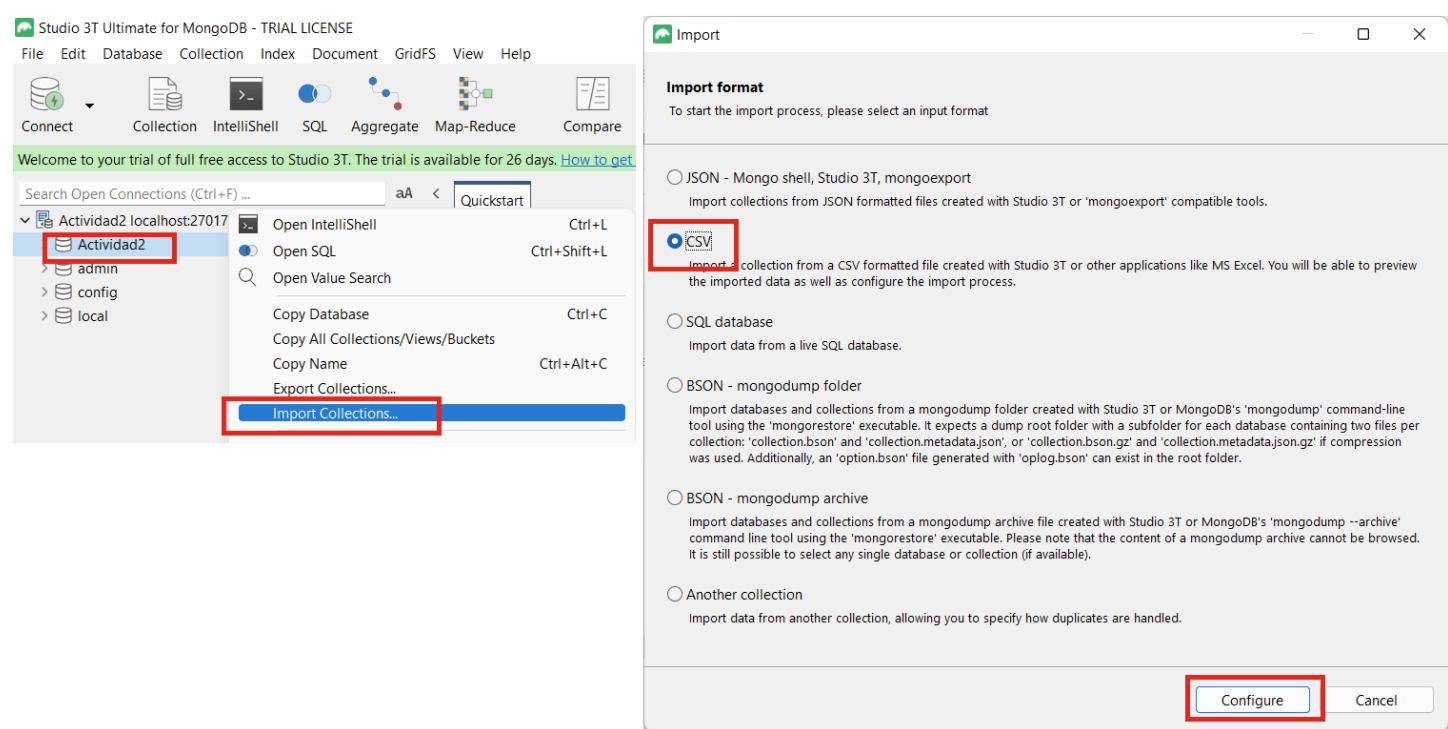 Studio 3T Ultimate for MongoDB - TRIAL LICENSE
File Edit Database Collection Index Document GridFS View Help
Connect Collection IntelliShell SQL Aggregate Map-Reduce Compare
Welcome to your trial of full free access to Studio 3T. The trial is available for 26 days. How to get
Search Open Connections (Ctrl+F) ... aA Quickstart
Actividad2 localhost:27017
Actividad2
admin
config
local
Open IntelliShell Ctrl+L
Open SQL Ctrl+Shift+L
Open Value Search
Copy Database Ctrl+C
Copy All Collections/Views/Buckets
Copy Name Ctrl+Alt+C
Export Collections...
Import Collections...
Import
Import format
To start the import process, please select an input format
JSON - Mongo shell, Studio 3T, mongoexport
Import collections from JSON formatted files created with Studio 3T or 'mongoexport' compatible tools.
CSV
Import a collection from a CSV formatted file created with Studio 3T or other applications like MS Excel. You will be able to preview
the imported data as well as configure the import process.
SQL database
Import data from a live SQL database.
BSON - mongodump folder
Import databases and collections from a mongodump folder created with Studio 3T or MongoDB's 'mongodump' command-line
tool using the 'mongorestore' executable. It expects a dump root folder with a subfolder for each database containing two files per
collection: 'collection.bson' and 'collection.metadata.json', or 'collection.bson.gz' and 'collection.metadata.json.gz' if compression
was used. Additionally, an 'option.bson' file generated with 'oplog.bson' can exist in the root folder.
BSON - mongodump archive
Import databases and collections from a mongodump archive file created with Studio 3T or MongoDB's 'mongodump --archive'
command line tool using the 'mongorestore' executable. Please note that the content of a mongodump archive cannot be browsed.
It is still possible to select any single database or collection (if available).
Another collection
Import data from another collection, allowing you to specify how duplicates are handled.
Configure Cancel